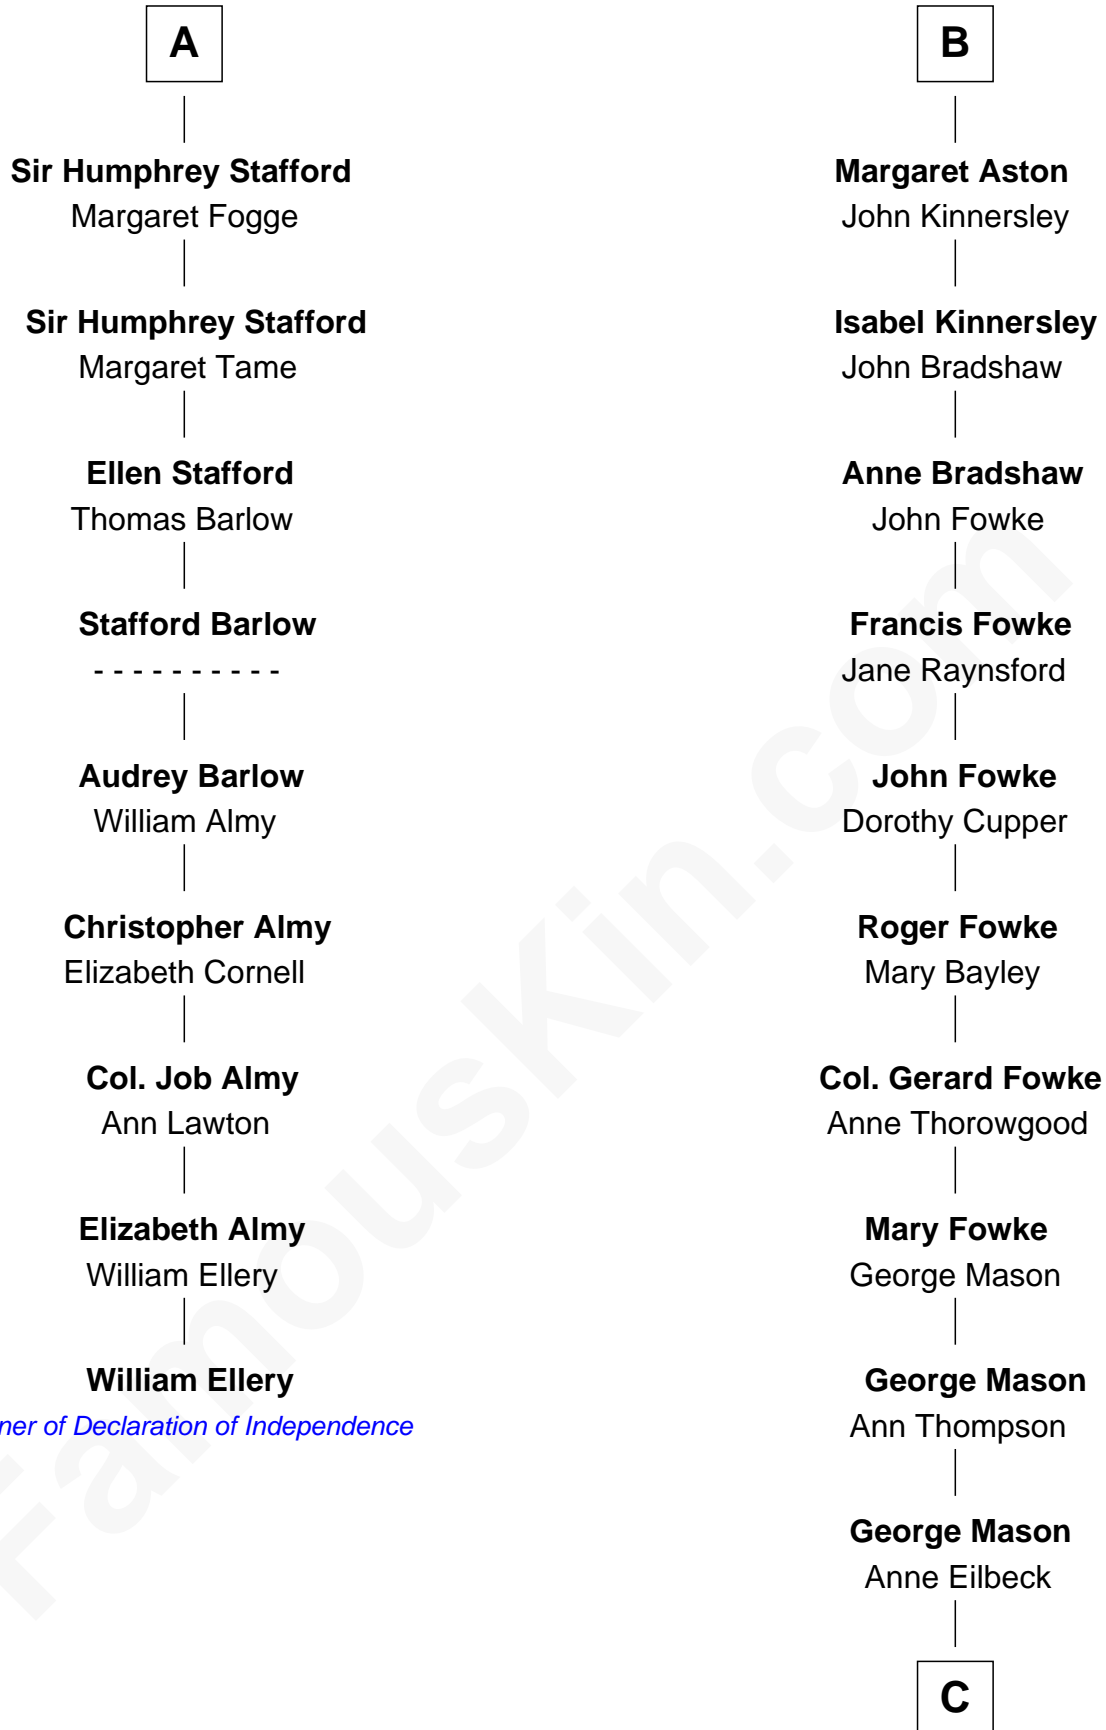 A
Sir Humphrey Stafford
Margaret Fogge
Sir Humphrey Stafford
Margaret Tame
Ellen Stafford
Thomas Barlow
Stafford Barlow
- - - - - - - - - -
Audrey Barlow
William Almy
Christopher Almy
Elizabeth Cornell
Col. Job Almy
Ann Lawton
Elizabeth Almy
William Ellery
William Ellery
of Declaration of Independence
B
Margaret Aston
John Kinnersley
Isabel Kinnersley
John Bradshaw
Anne Bradshaw
John Fowke
Francis Fowke
Jane Raynsford
John Fowke
Dorothy Cupper
Roger Fowke
Mary Bayley
Col. Gerard Fowke
Anne Thorowgood
Mary Fowke
George Mason
George Mason
Ann Thompson
George Mason
Anne Eilbeck
C
FamousKin.com